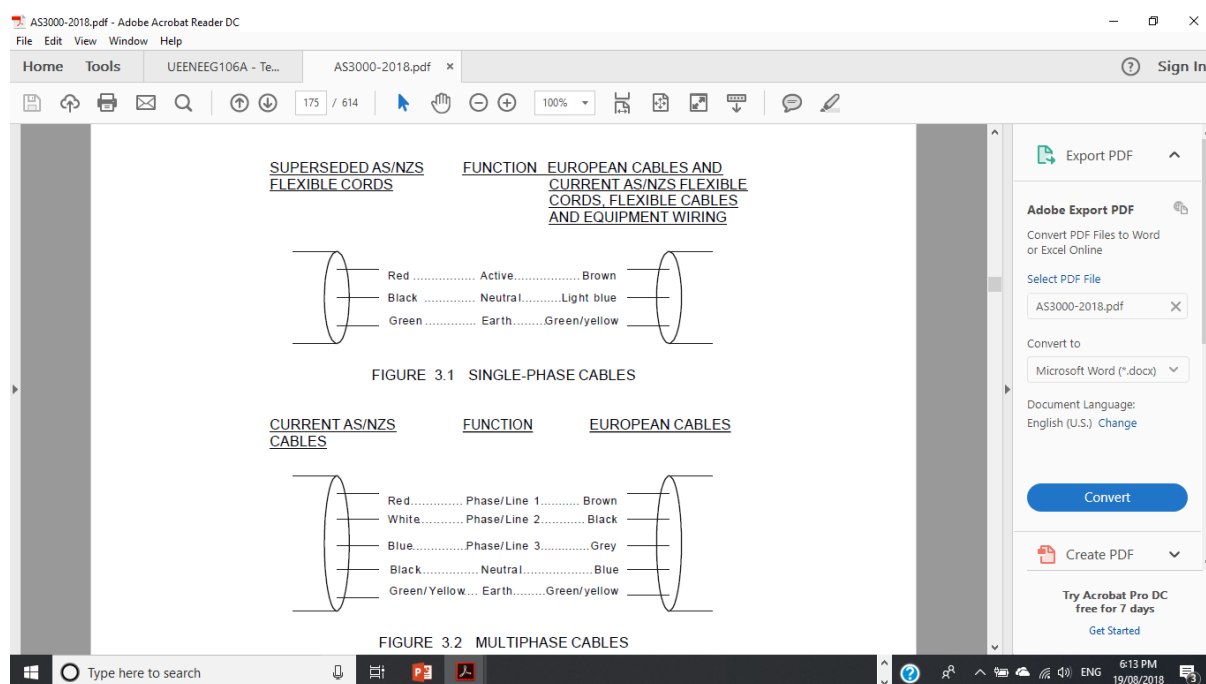 AS3000-2018.pdf - Adobe Acrobat Reader DC
File Edit View Window Help
Home Tools UEENEEG106A - Te... AS3000-2018.pdf × Sign In
175 / 614 100%
SUPERSEDED AS/NZS FUNCTION EUROPEAN CABLES AND
FLEXIBLE CORDS CURRENT AS/NZS FLEXIBLE
CORDS, FLEXIBLE CABLES
AND EQUIPMENT WIRING
Red ................ Active................. Brown
Black ............. Neutral..........Light blue
Green ............. Earth........Green/yellow
FIGURE 3.1 SINGLE-PHASE CABLES
CURRENT AS/NZS FUNCTION EUROPEAN CABLES
CABLES
Red............. Phase/Line 1.......... Brown
White........... Phase/Line 2........... Black
Blue.............Phase/Line 3.............Grey
Black.............. Neutral..................Blue
Green/Yellow.... Earth.........Green/yellow
FIGURE 3.2 MULTIPHASE CABLES
Export PDF
Adobe Export PDF
Convert PDF Files to Word
or Excel Online
Select PDF File
AS3000-2018.pdf
Convert to
Microsoft Word (*.docx)
Document Language:
English (U.S.) Change
Convert
Create PDF
Try Acrobat Pro DC
free for 7 days
Get Started
Type here to search
ENG
6:13 PM
19/08/2018
3